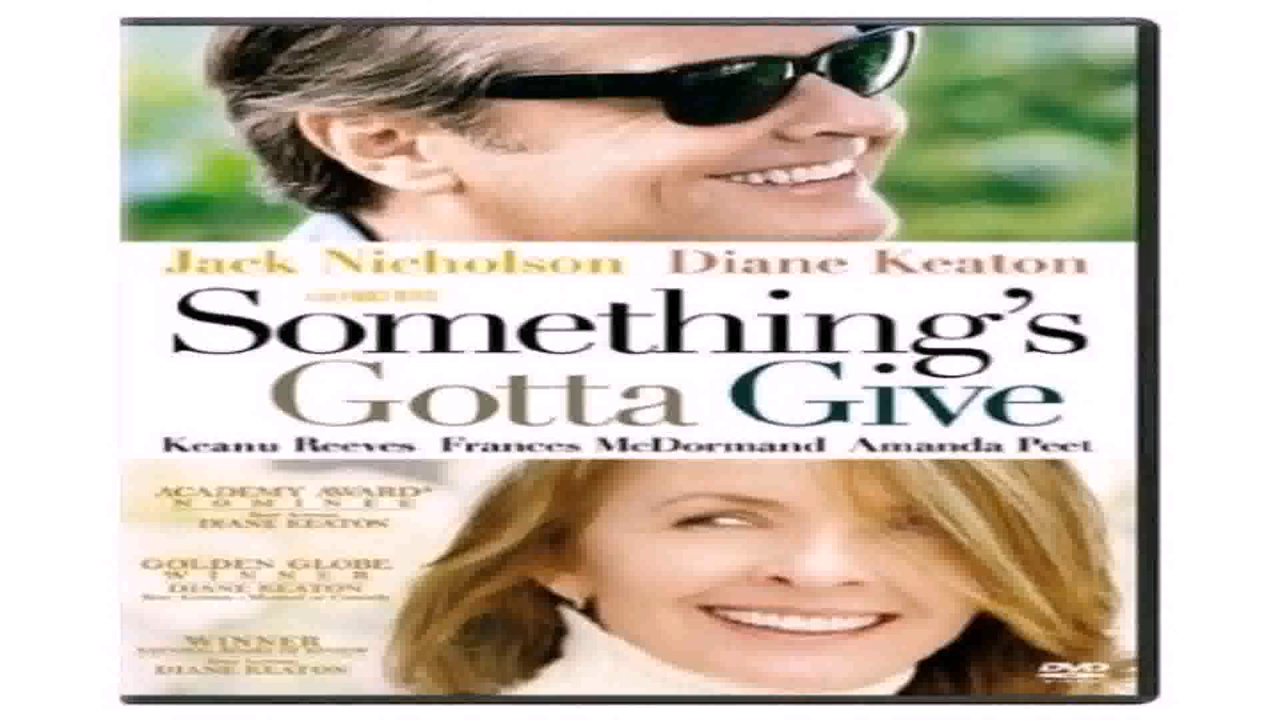 Jack Nicholson Diane Keaton
Something's
Gotta Give
Keanu Reeves Frances McDormand Amanda Peet
ACADEMY AWARD®
NOMINEE
DIANE KEATON
GOLDEN GLOBE
WINNER
DIANE KEATON
WINNER
DIANE KEATON
DVD